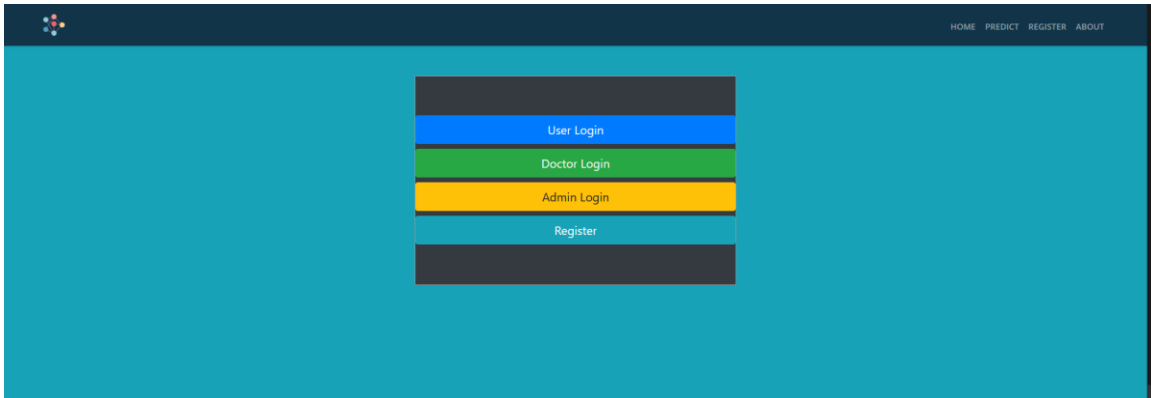 HOME PREDICT REGISTER ABOUT
User Login
Doctor Login
Admin Login
Register